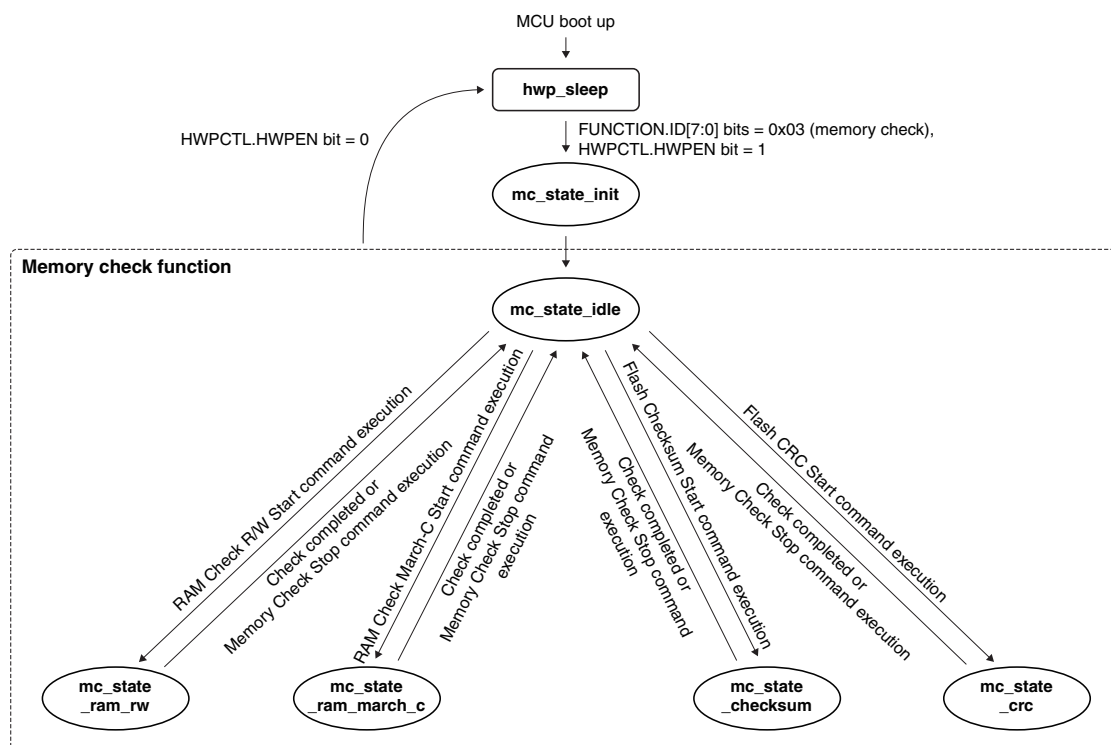 MCU boot up
hwp_sleep
HWPCTL.HWPEN bit = 0
FUNCTION.ID[7:0] bits = 0x03 (memory check),
HWPCTL.HWPEN bit = 1
mc_state_init
Memory check function
mc_state_idle
RAM Check R/W Start command execution
Check completed or
Memory Check Stop command execution
RAM Check March-C Start command execution
Check completed or
Memory Check Stop command
execution
Flash Checksum Start command execution
Check completed or
Memory Check Stop command
execution
Flash CRC Start command execution
Check completed or
Memory Check Stop command execution
mc_state
_ram_rw
mc_state
_ram_march_c
mc_state
_checksum
mc_state
_crc